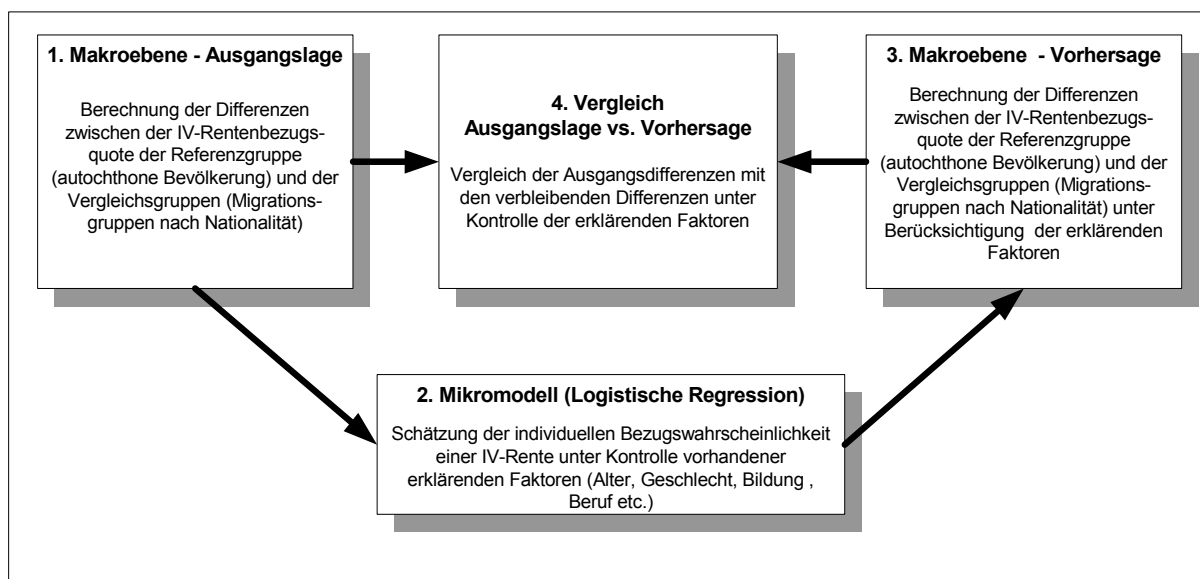 1. Makroebene - Ausgangslage
Berechnung der Differenzen
zwischen der IV-Rentenbezugs-
quote der Referenzgruppe
(autochthone Bevölkerung) und der
Vergleichsgruppen (Migrations-
gruppen nach Nationalität)
4. Vergleich
Ausgangslage vs. Vorhersage
Vergleich der Ausgangsdifferenzen mit
den verbleibenden Differenzen unter
Kontrolle der erklärenden Faktoren
3. Makroebene - Vorhersage
Berechnung der Differenzen
zwischen der IV-Rentenbezugs-
quote der Referenzgruppe
(autochthone Bevölkerung) und der
Vergleichsgruppen (Migrations-
gruppen nach Nationalität) unter
Berücksichtigung der erklärenden
Faktoren
2. Mikromodell (Logistische Regression)
Schätzung der individuellen Bezugswahrscheinlichkeit
einer IV-Rente unter Kontrolle vorhandener
erklärenden Faktoren (Alter, Geschlecht, Bildung ,
Beruf etc.)